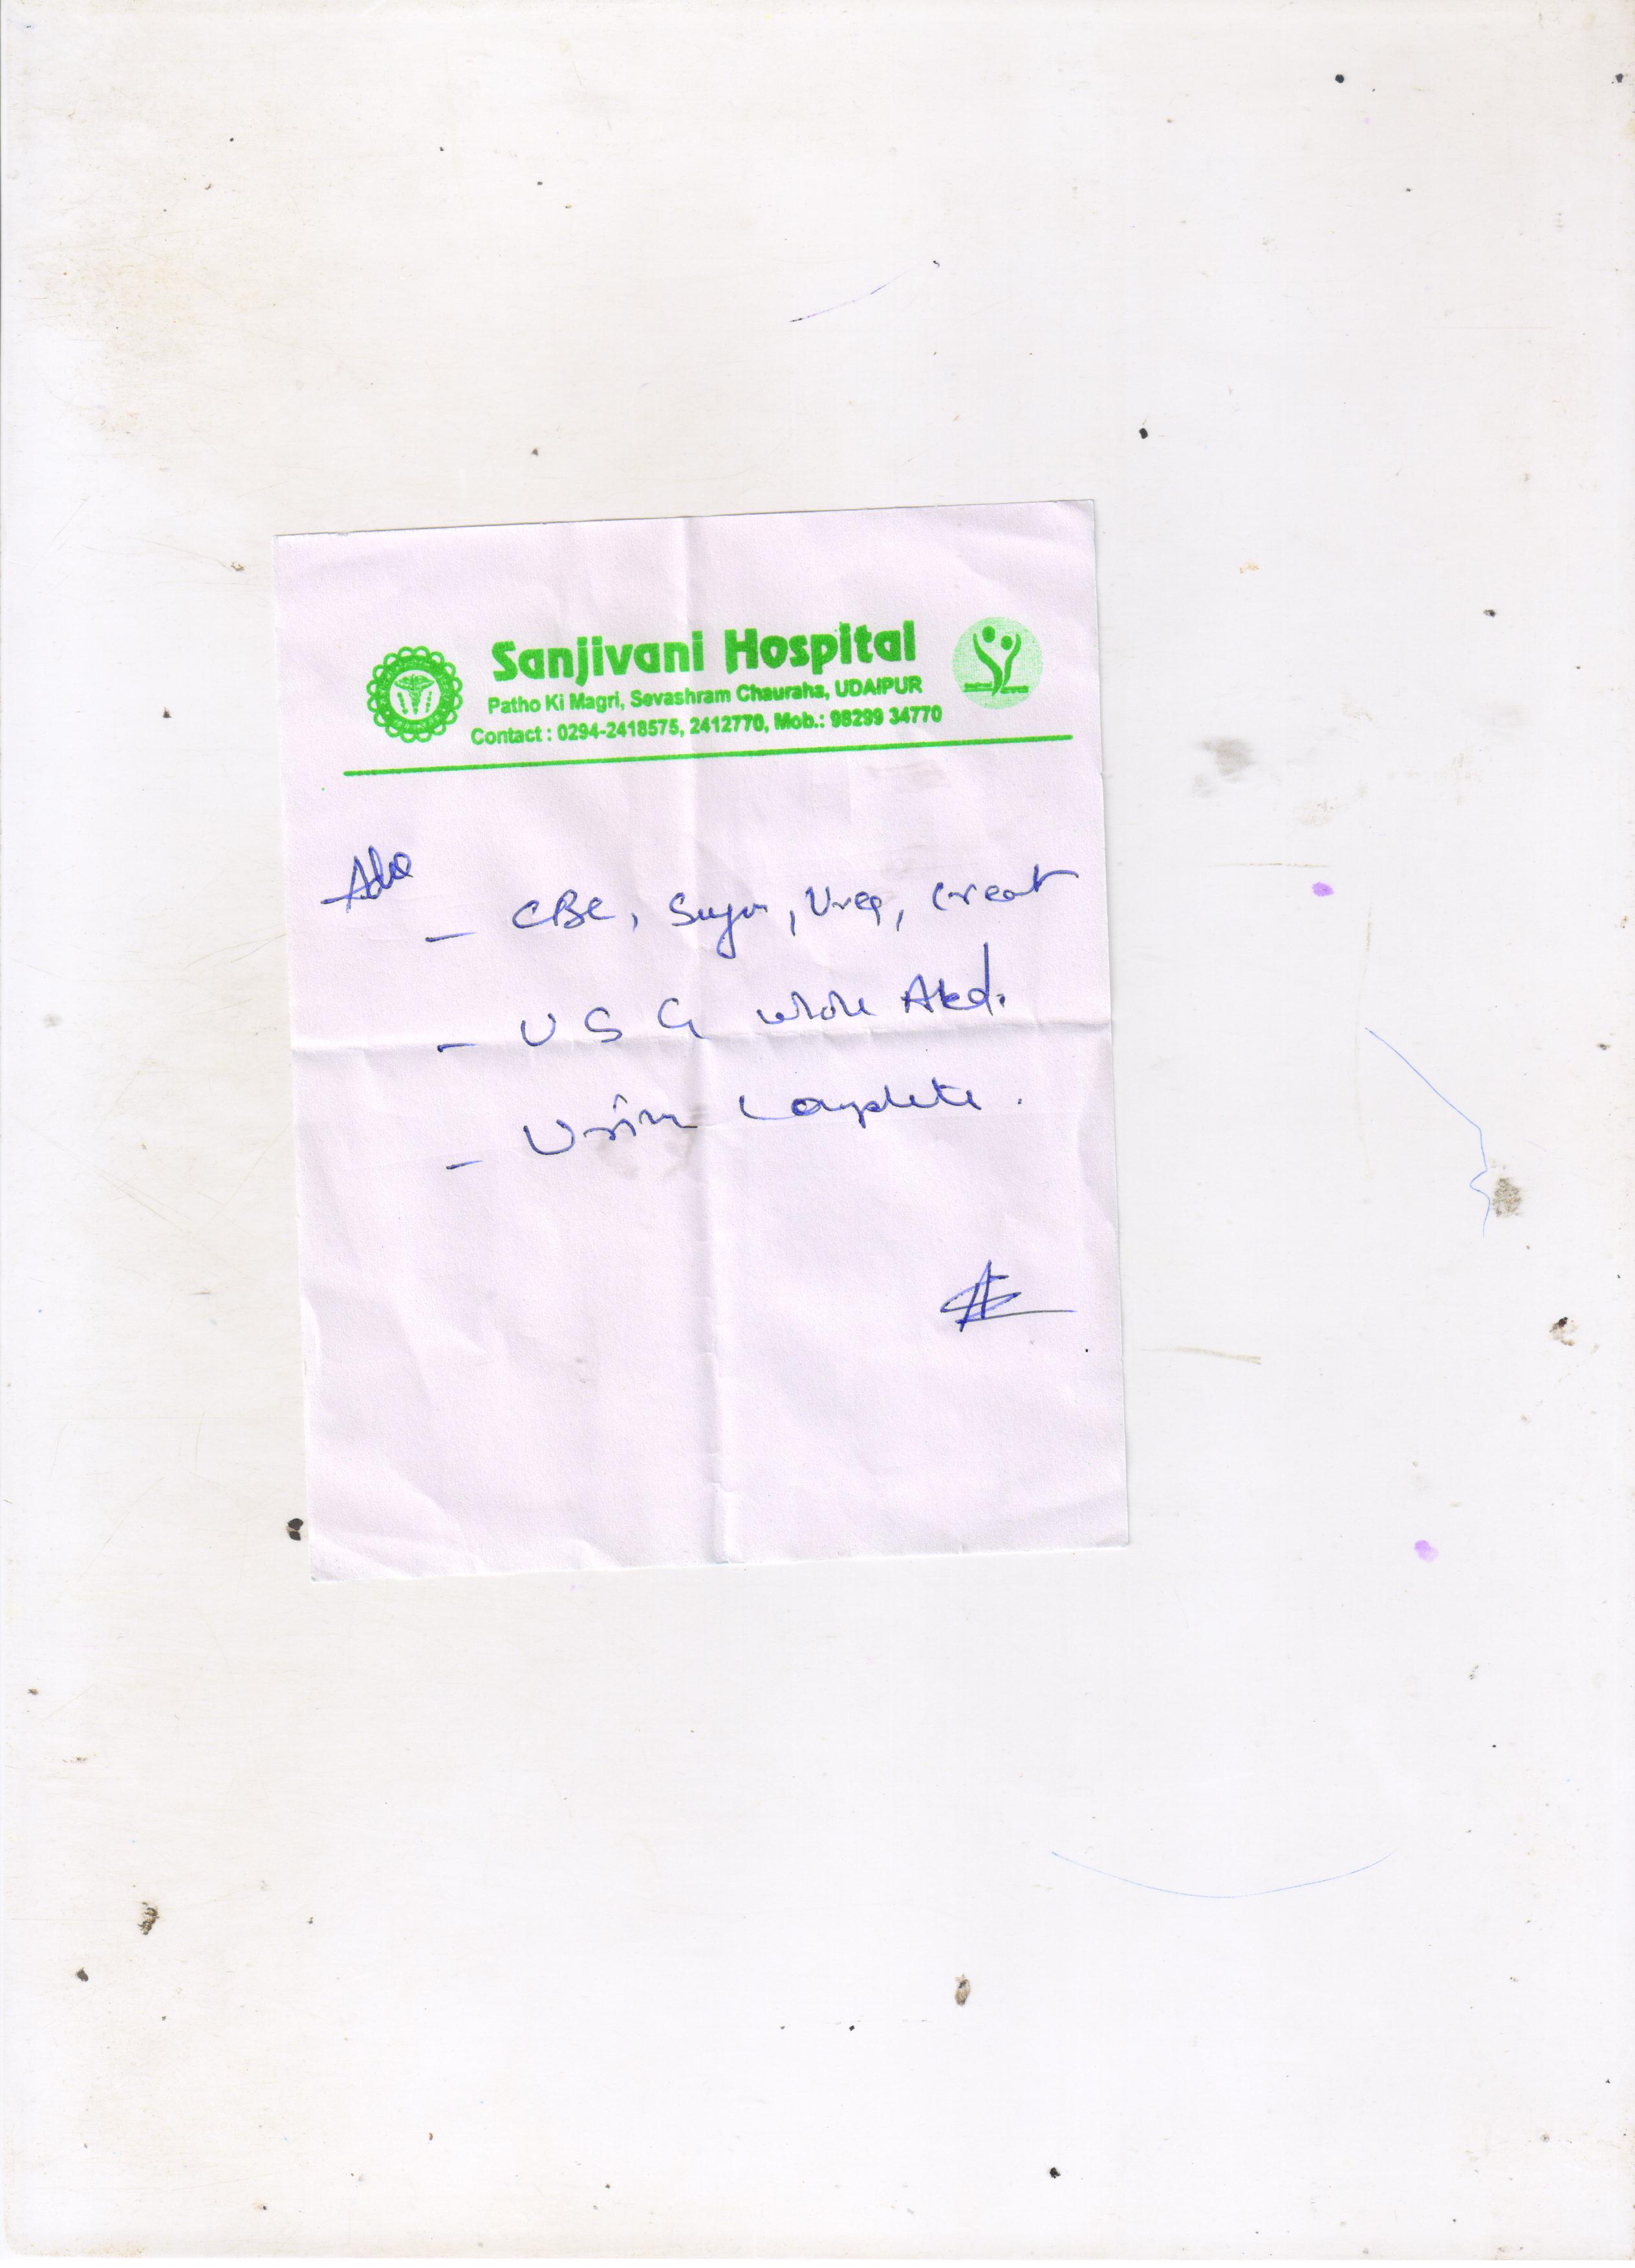 Sanjivani Hospital
Patho Ki Magri, Sevashram Chauraha, UDAIPUR
Contact : 0294-2418575, 2412770, Mob.: 98299 34770
Adv
- CBC, Sugar, Urea, Creat
- USG whole Abd.
- Urine Complete.